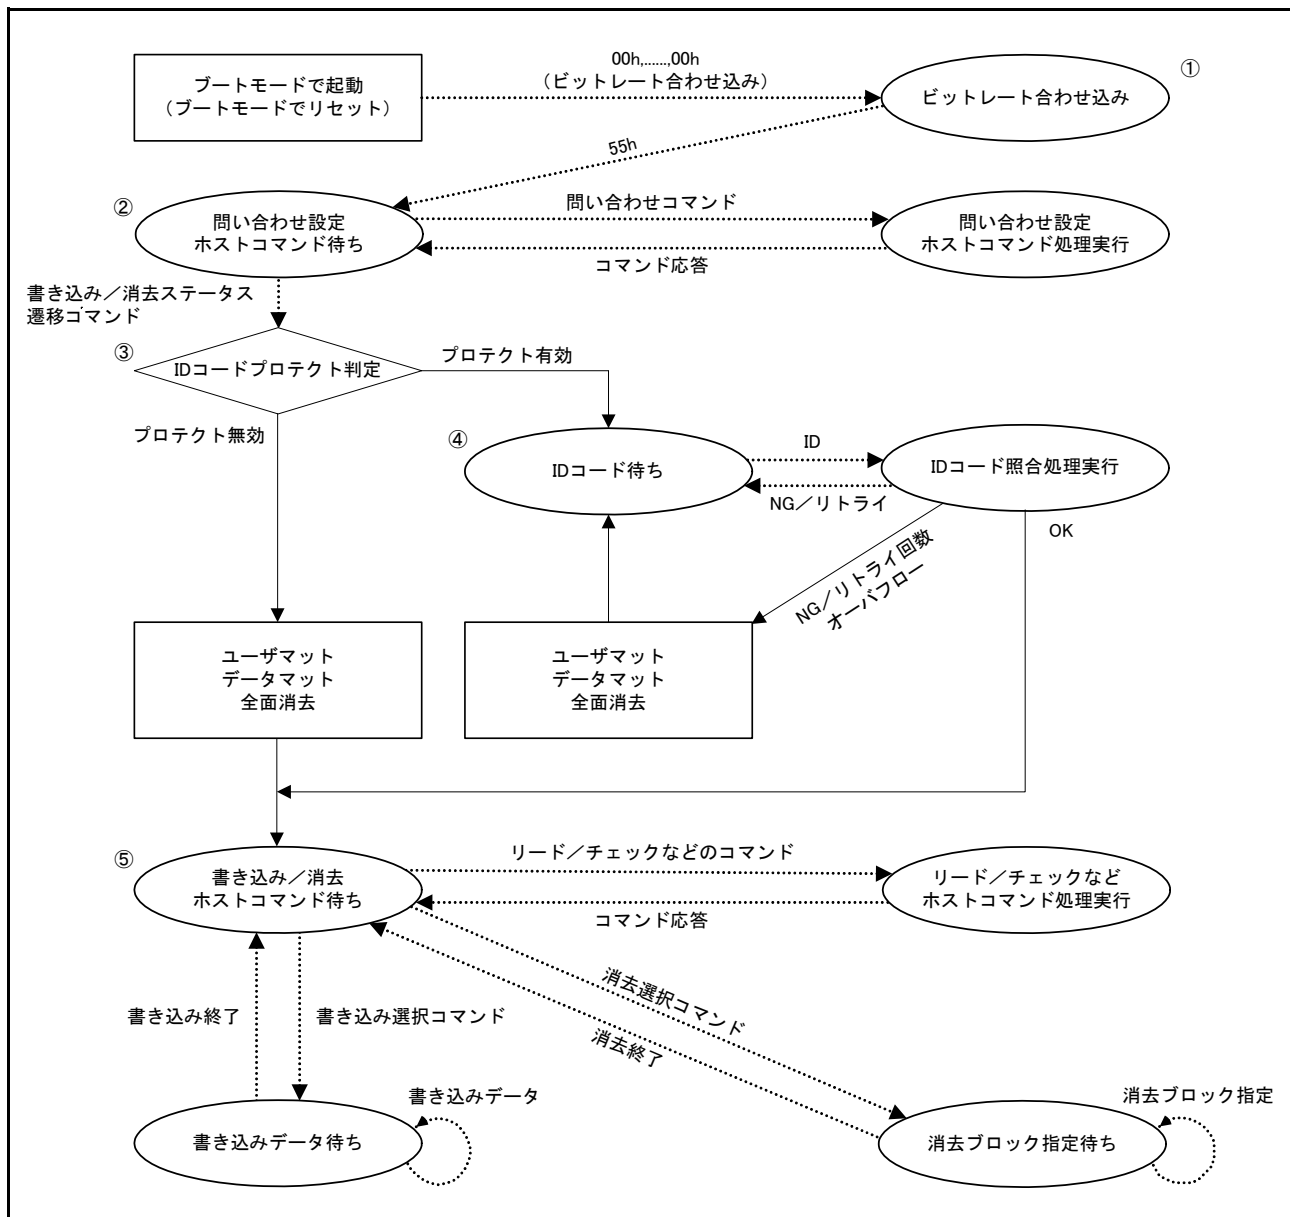 ブートモードで起動
（ブートモードでリセット）
00h,......,00h
（ビットレート合わせ込み）
ビットレート合わせ込み
①
55h
②
問い合わせ設定
ホストコマンド待ち
問い合わせコマンド
コマンド応答
問い合わせ設定
ホストコマンド処理実行
書き込み／消去ステータス
遷移コマンド
③
IDコードプロテクト判定
プロテクト有効
プロテクト無効
④
IDコード待ち
ID
NG／リトライ
IDコード照合処理実行
OK
NG／リトライ回数
オーバフロー
ユーザマット
データマット
全面消去
ユーザマット
データマット
全面消去
⑤
書き込み／消去
ホストコマンド待ち
リード／チェックなどのコマンド
コマンド応答
リード／チェックなど
ホストコマンド処理実行
書き込み終了
書き込み選択コマンド
消去選択コマンド
消去終了
書き込みデータ待ち
書き込みデータ
消去ブロック指定待ち
消去ブロック指定